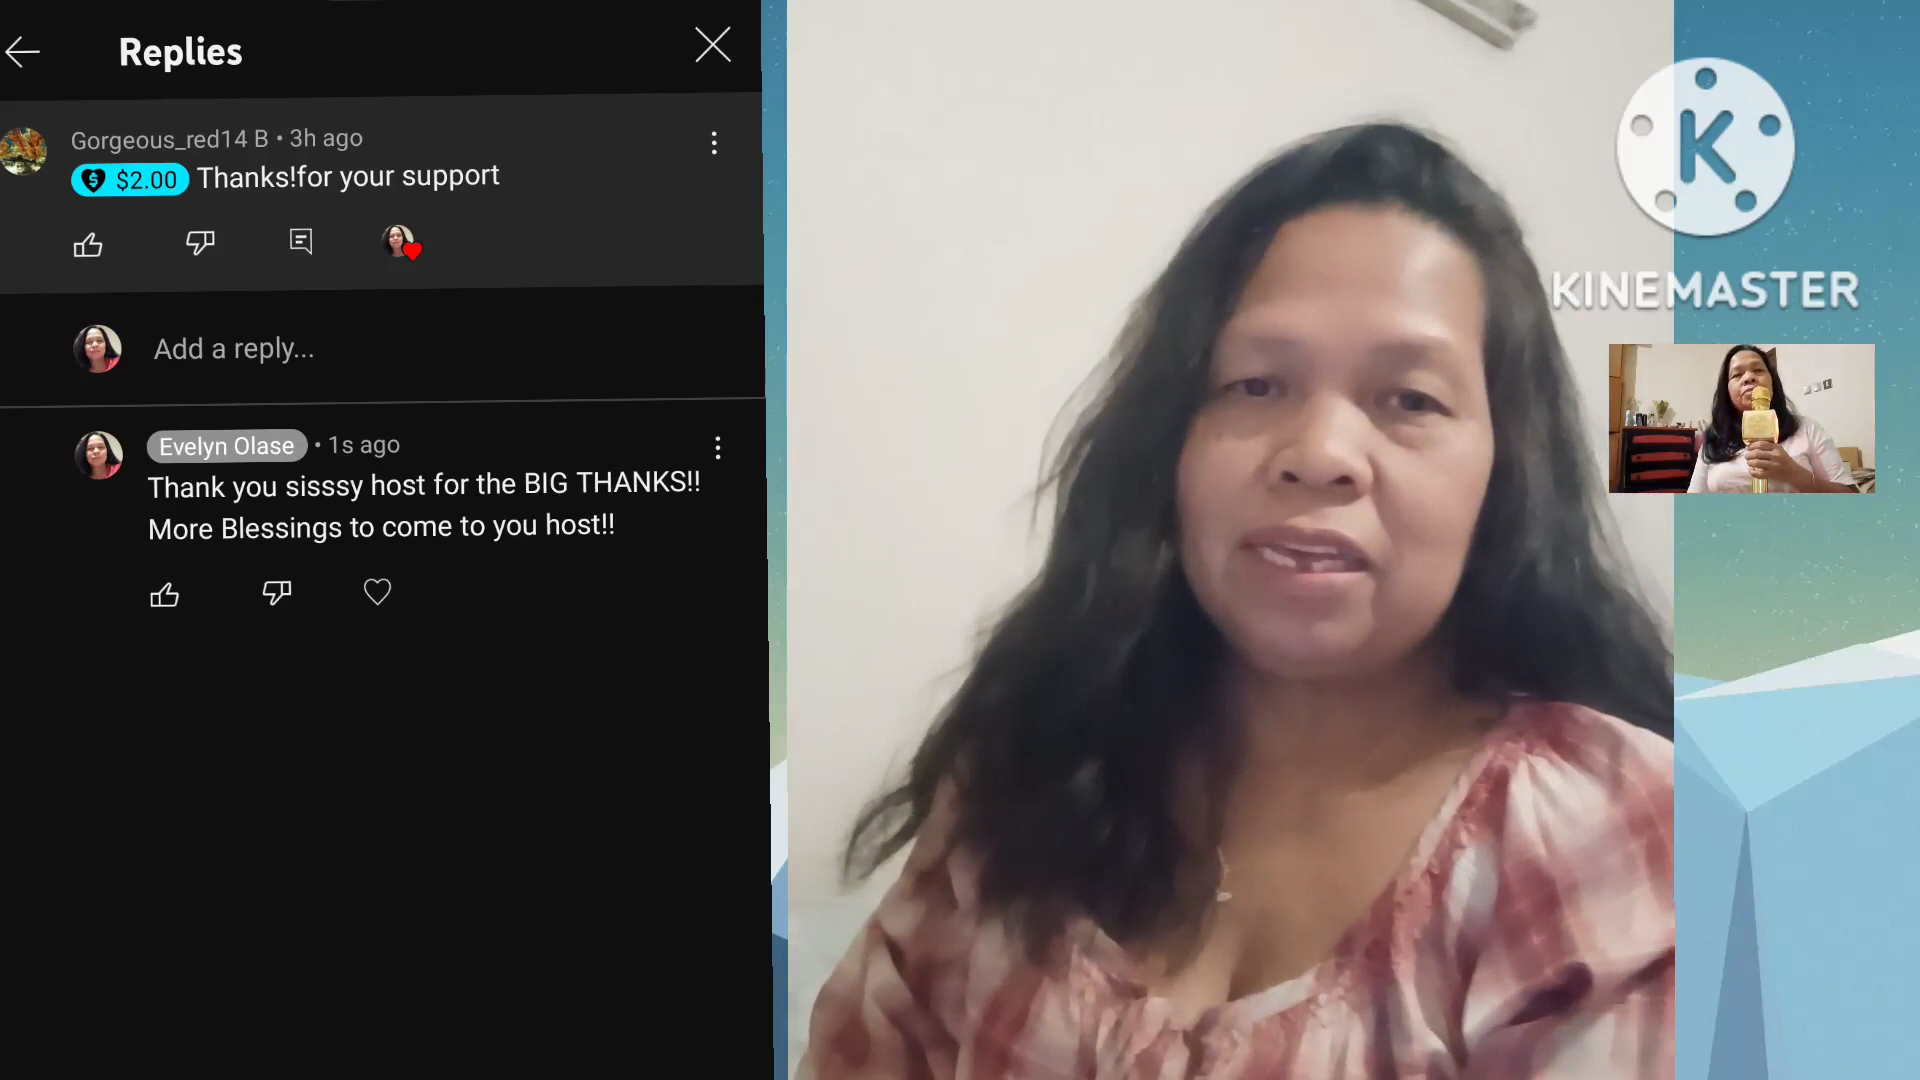 Replies
Gorgeous_red14 B • 3h ago
$2.00 Thanks!for your support
Add a reply...
Evelyn Olase • 1s ago
Thank you sisssy host for the BIG THANKS!!
More Blessings to come to you host!!
K
KINEMASTER